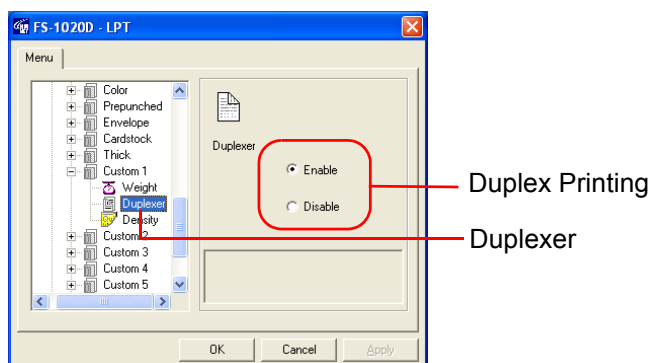 FS-1020D - LPT
Menu
Color
Prepunched
Envelope
Cardstock
Thick
Custom 1
Weight
Duplexer
Density
Custom 2
Custom 3
Custom 4
Custom 5
Duplexer
Enable
Disable
OK Cancel Apply
Duplex Printing
Duplexer